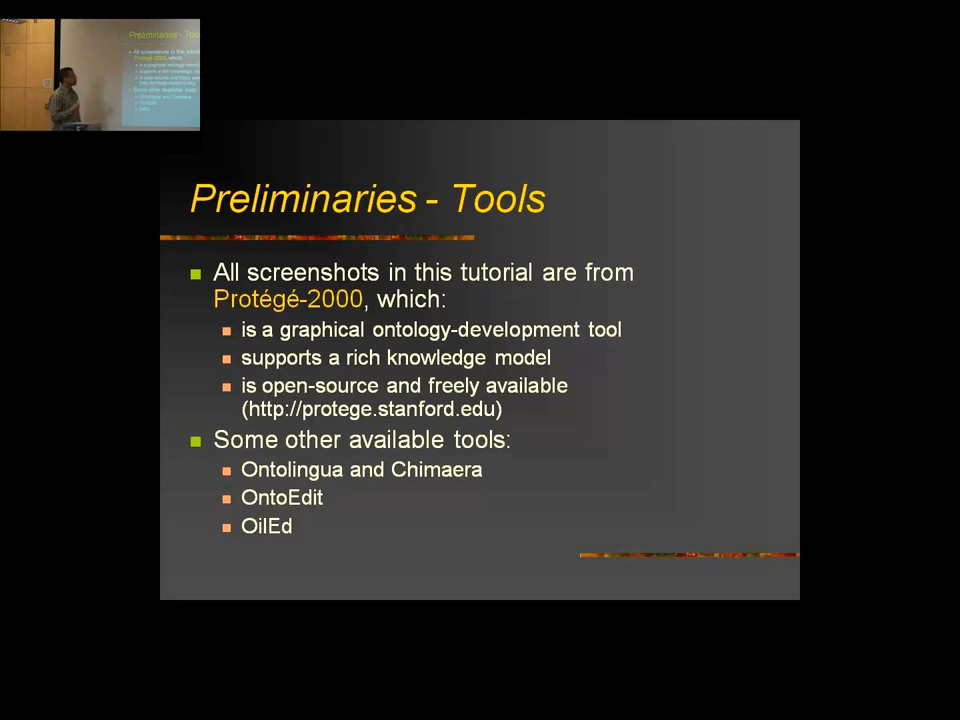 Preliminaries - Tools
All screenshots in this tutorial are from
Protégé-2000, which:
is a graphical ontology-development tool
supports a rich knowledge model
is open-source and freely available
(http://protege.stanford.edu)
Some other available tools:
Ontolingua and Chimaera
OntoEdit
OilEd